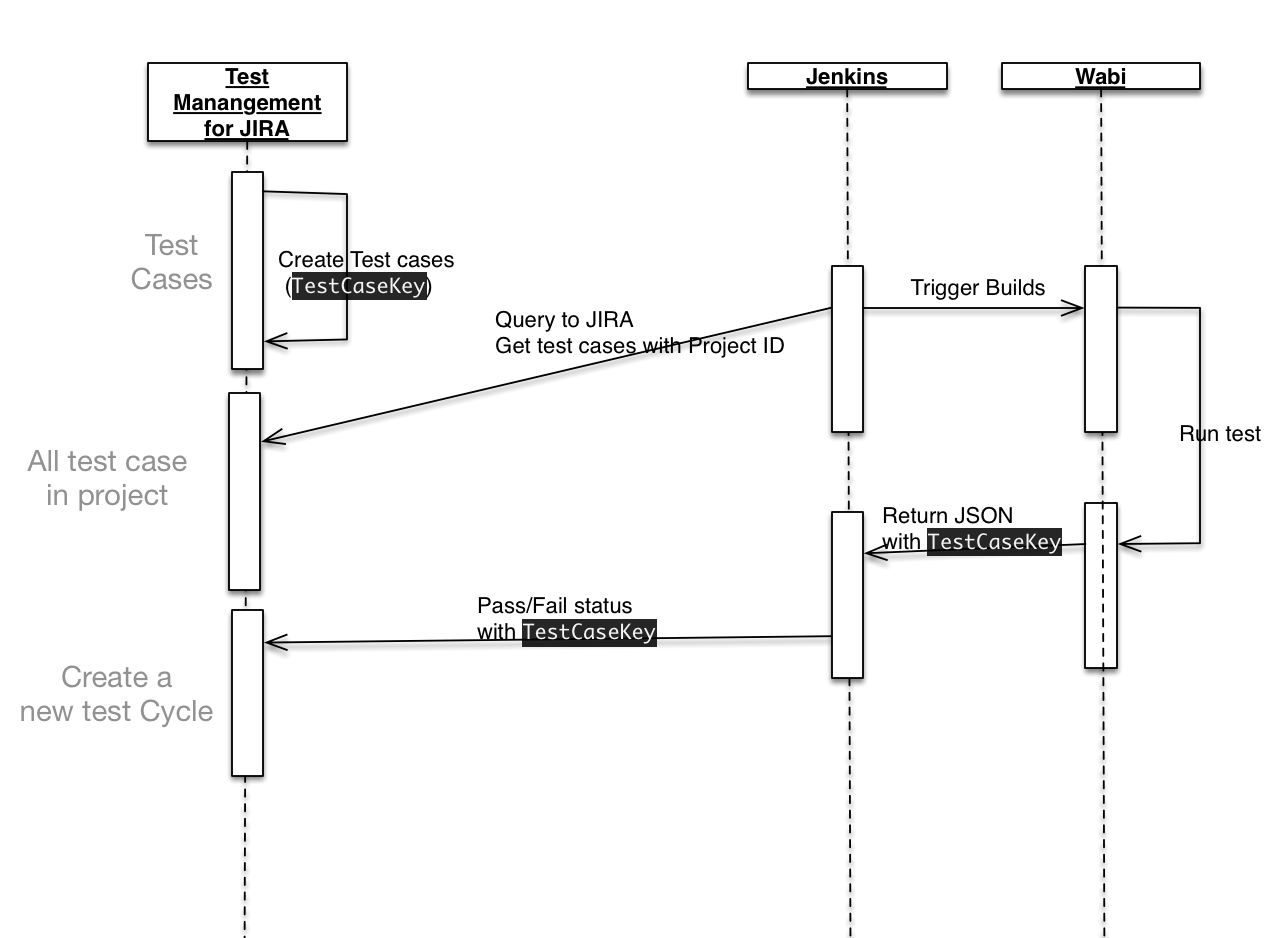 Test
Manangement
for JIRA
Jenkins
Wabi
Test
Cases
Create Test cases
(TestCaseKey)
Trigger Builds
Query to JIRA
Get test cases with Project ID
Run test
All test case
in project
Return JSON
with TestCaseKey
Pass/Fail status
with TestCaseKey
Create a
new test Cycle